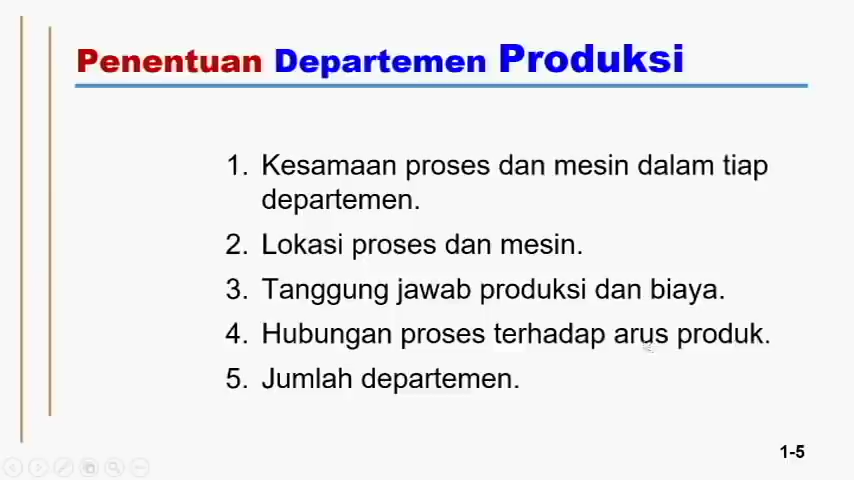 Penentuan Departemen Produksi
1. Kesamaan proses dan mesin dalam tiap
departemen.
2. Lokasi proses dan mesin.
3. Tanggung jawab produksi dan biaya.
4. Hubungan proses terhadap arus produk.
5. Jumlah departemen.
1-5